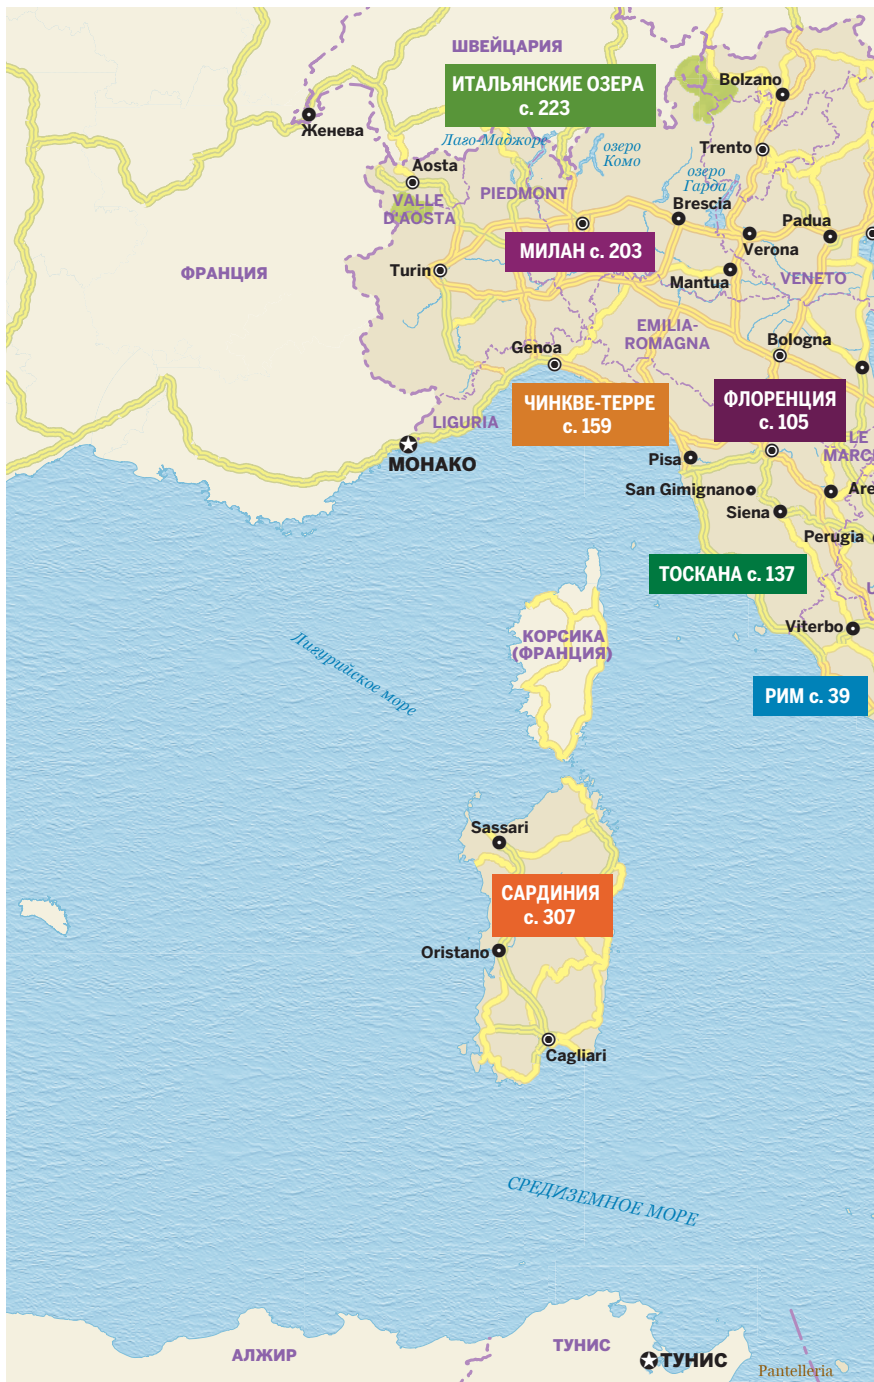 ШВЕЙЦАРИЯ
ИТАЛЬЯНСКИЕ ОЗЕРА
с. 223
Bolzano
Женева
Лаго-Маджоре
озеро
Комо
Trento
Aosta
озеро
Гарда
VALLE
D'AOSTA
PIEDMONT
Brescia
Padua
МИЛАН с. 203
Verona
ФРАНЦИЯ
Turin
Mantua
VENETO
EMILIA-
ROMAGNA
Genoa
Bologna
ЧИНКВЕ-ТЕРРЕ
с. 159
ФЛОРЕНЦИЯ
с. 105
LIGURIA
LE
MARC
МОНАКО
Pisa
San Gimignano
Are
Siena
Perugia
ТОСКАНА с. 137
U
Viterbo
КОРСИКА
(ФРАНЦИЯ)
Лигурийское море
РИМ с. 39
Sassari
САРДИНИЯ
с. 307
Oristano
Cagliari
СРЕДИЗЕМНОЕ МОРЕ
АЛЖИР
ТУНИС
ТУНИС
Pantelleria